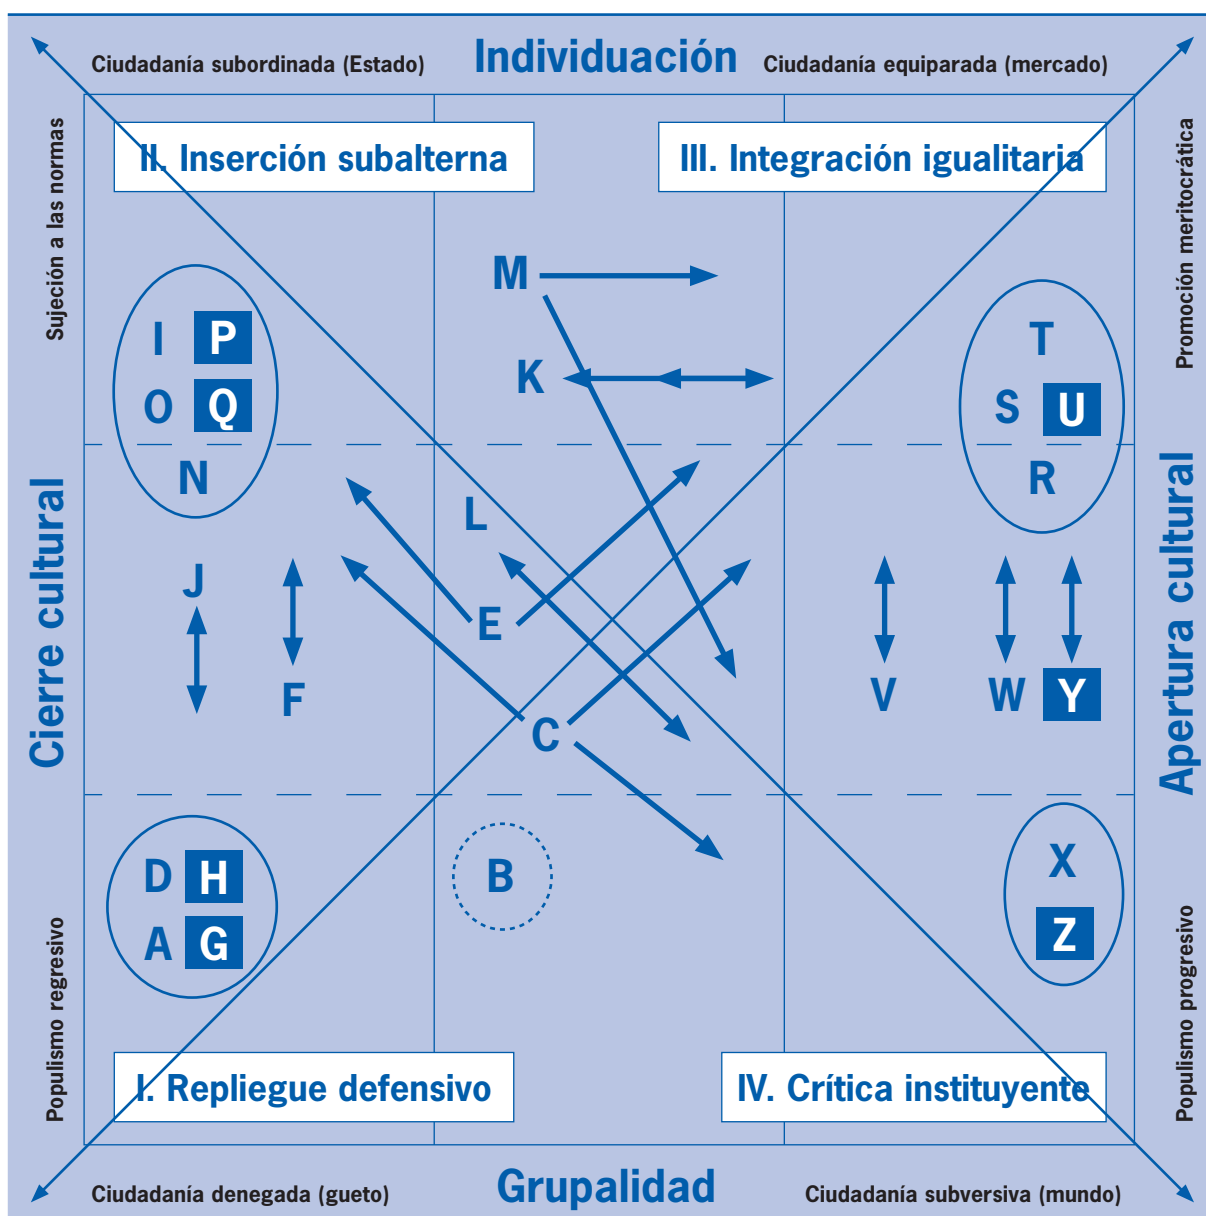 Individuación
Ciudadanía subordinada (Estado)
Ciudadanía equiparada (mercado)
Sujeción a las normas
II. Inserción subalterna
III. Integración igualitaria
Promoción meritocrática
M
I P
T
K
O Q
S U
N
R
Cierre cultural
L
Apertura cultural
J
E
F
V
W Y
C
D H
B
X
A G
Z
Populismo regresivo
Populismo progresivo
I. Repliegue defensivo
IV. Crítica instituyente
Grupalidad
Ciudadanía denegada (gueto)
Ciudadanía subversiva (mundo)